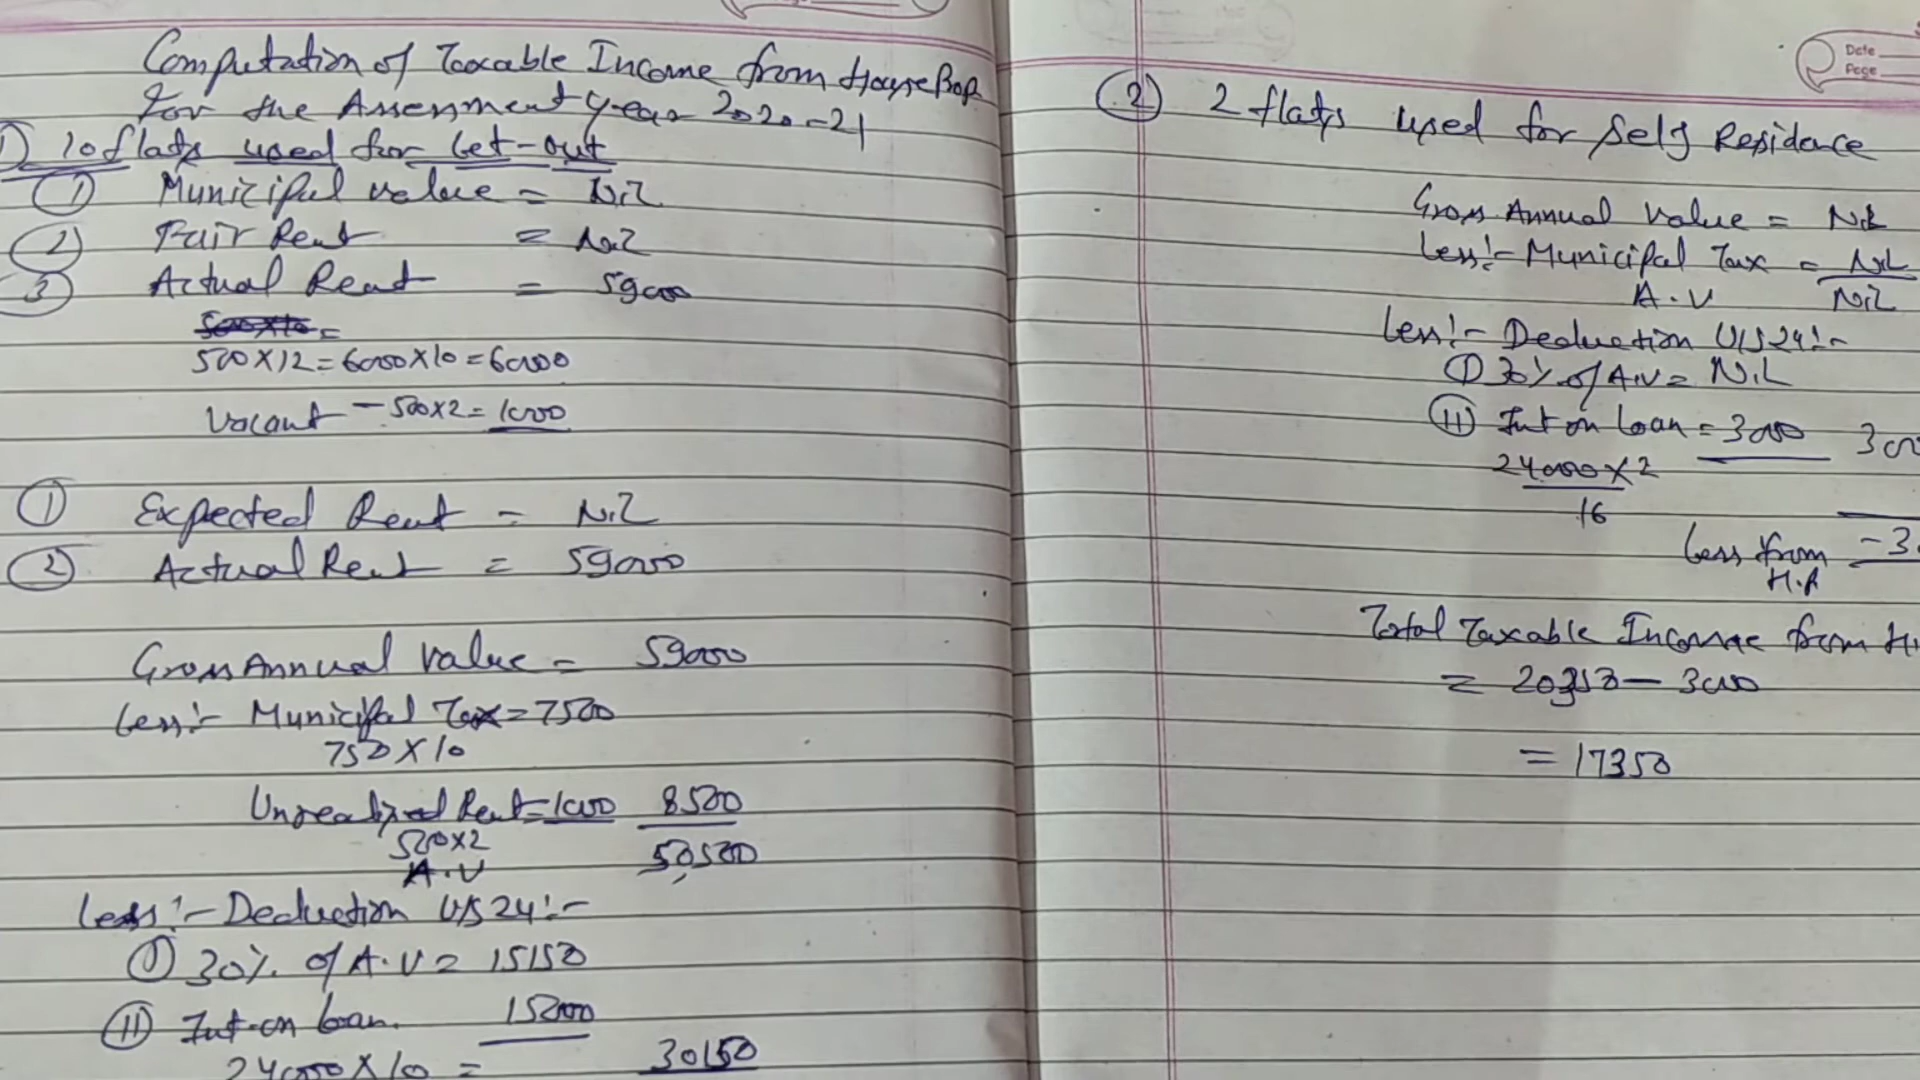 Computation of Taxable Income from House Prop
For the Assessment year 2020-21
1) 10 flats used for Let-out
① Municipal value = Nil
② Fair Rent = Nil
③ Actual Rent = 59000
500X10=
500X12=6000X10=60000
Vacant - 500X2=1000
① Expected Rent - Nil
② Actual Rent = 59000
Gross Annual Value = 59000
Less:- Municipal Tax=7500
750X10
Unrealized Rent=1000 8500
500X2
A.V 50,500
Less:- Deduction U/S 24:-
① 30% of A.V = 15150
⑪ Int-on loan. 15000
24000X10 =
30150
② 2 flats used for Self Residence
Gross Annual Value = Nil
Less:- Municipal Tax = Nil
A.V Nil
Less:- Deduction U/S 24:-
① 30% of A.V = Nil
⑪ Int on loan = 3000 300
24000X2
16
Less from -3
H.P
Total Taxable Income from H.
= 20350 - 3000
= 17350
Date
Page